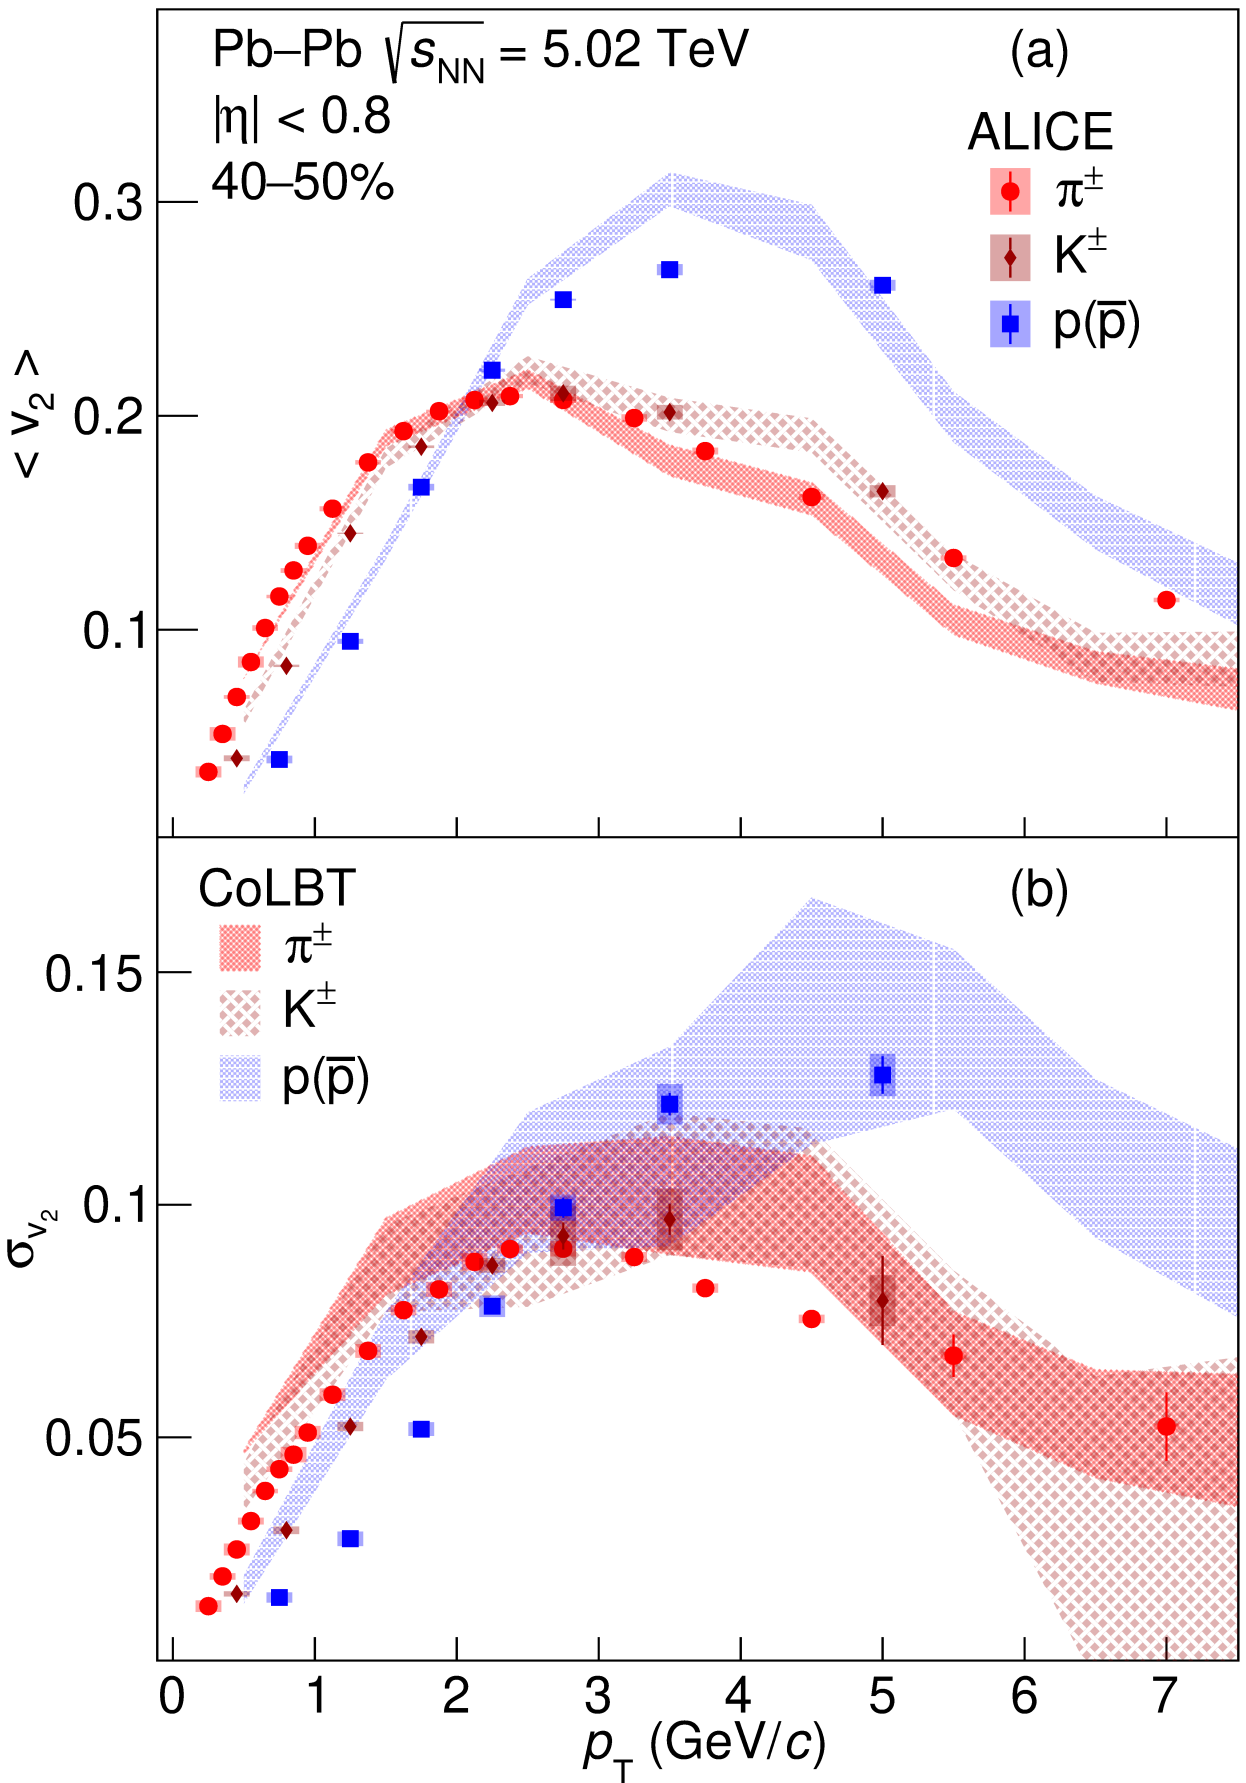 Pb–Pb √sNN = 5.02 TeV
(a)
|η| < 0.8
ALICE
40–50%
π±
K±
p(p̅)
0.3
0.2
0.1
< v2 >
CoLBT
(b)
π±
K±
p(p̅)
0.15
0.1
0.05
σv2
0 1 2 3 4 5 6 7
pT (GeV/c)